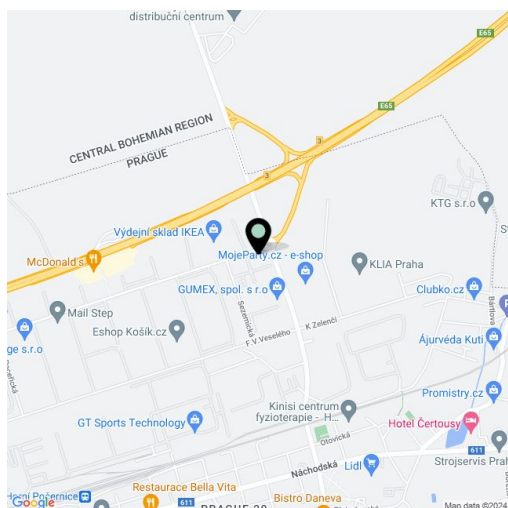 distribuční centrum
E65
E65
CENTRAL BOHEMIAN REGION
PRAGUE
3
3
KTG s.r.o
Výdejní sklad IKEA
McDonald's
MojeParty.cz - e-shop
KLIA Praha
GUMEX, spol. s r.o
Clubko.cz
Mail Step
Sezemická
K Zelenči
Bártlova
Eshop Košík.cz
F. V. Veselého
ge s.r.o
Ájurvéda Kuti
Promistry.cz
GT Sports Technology
Kinisi centrum
fyzioterapie - H...
Hotel Čertousy
Otovická
611
Náchodská
Lidl
Strojservis Prah
Horní Počernice
Restaurace Bella Vita
611
PRAGUE 20
Bistro Daneva
Google
Map data ©2024